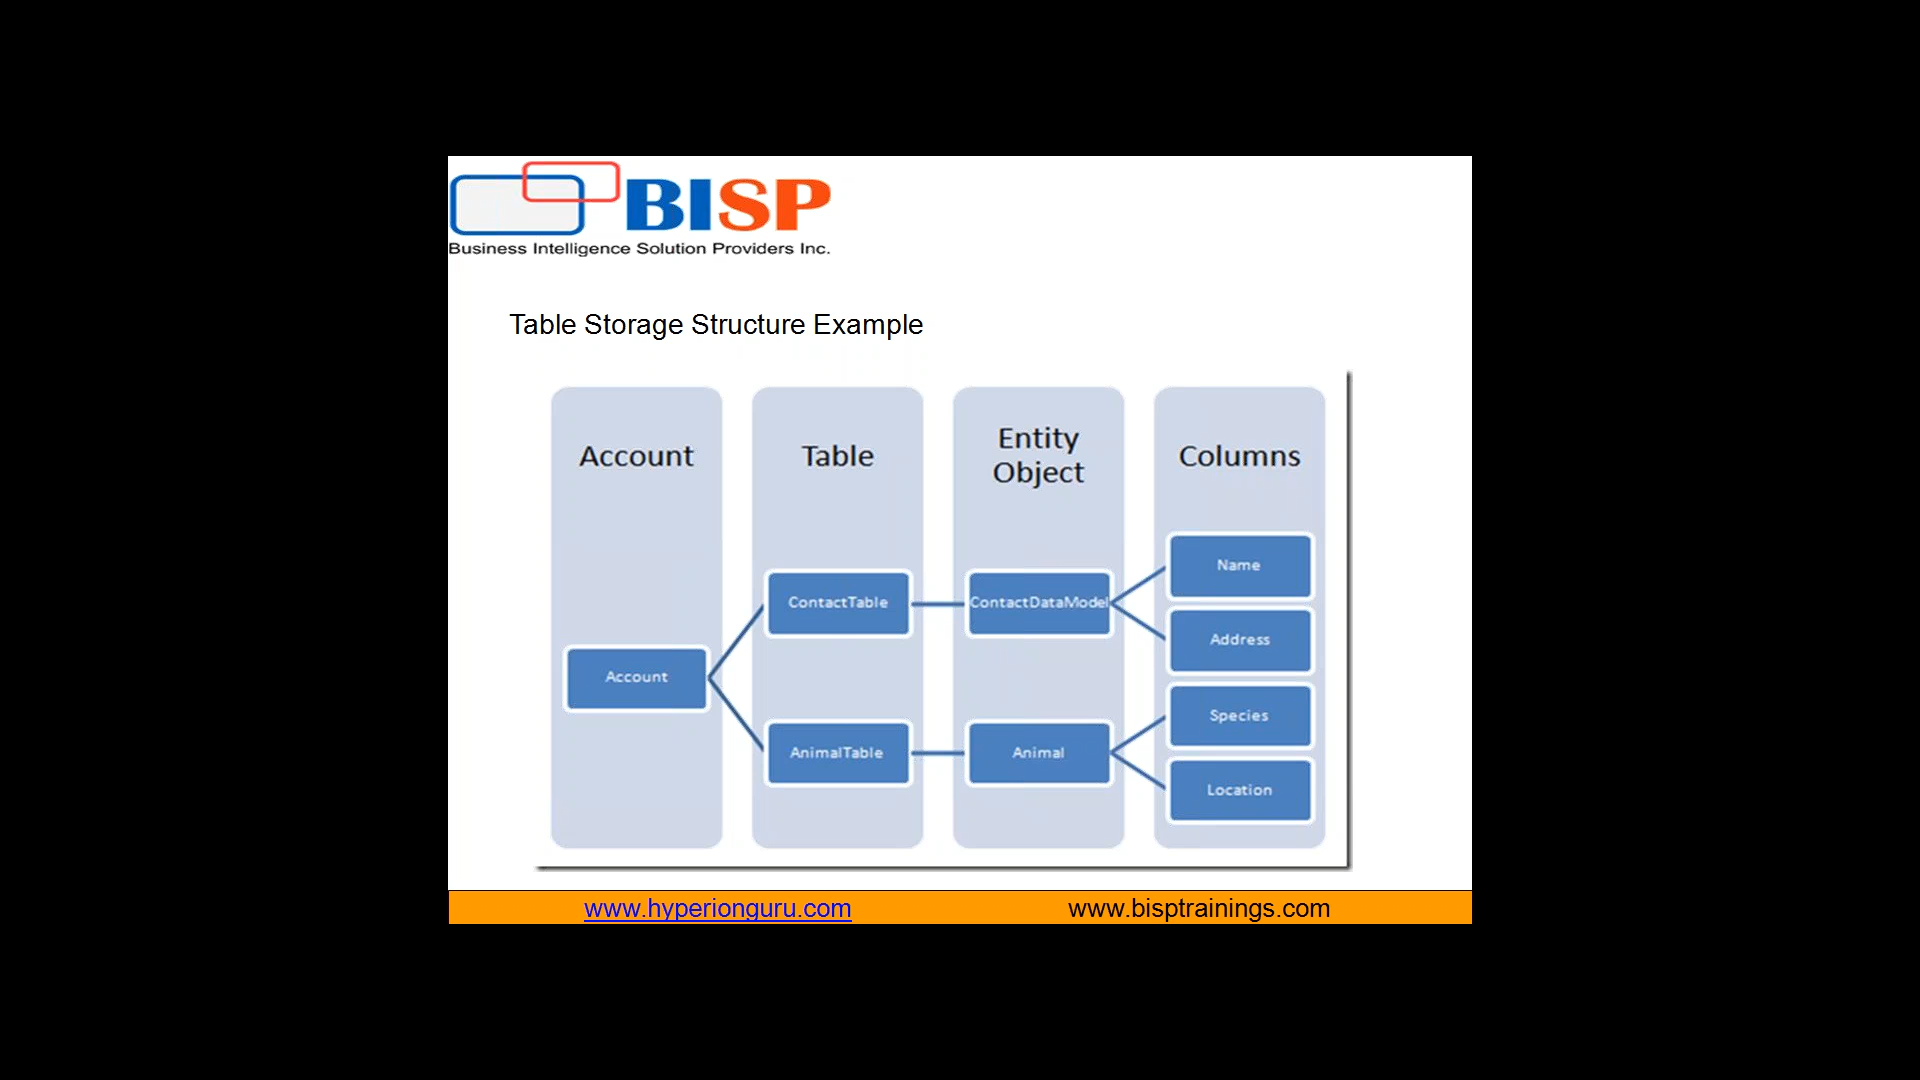 BISP
Business Intelligence Solution Providers Inc.
Table Storage Structure Example
Account
Table
Entity
Object
Columns
Account
ContactTable
AnimalTable
ContactDataModel
Animal
Name
Address
Species
Location
www.hyperionguru.com
www.bisptrainings.com